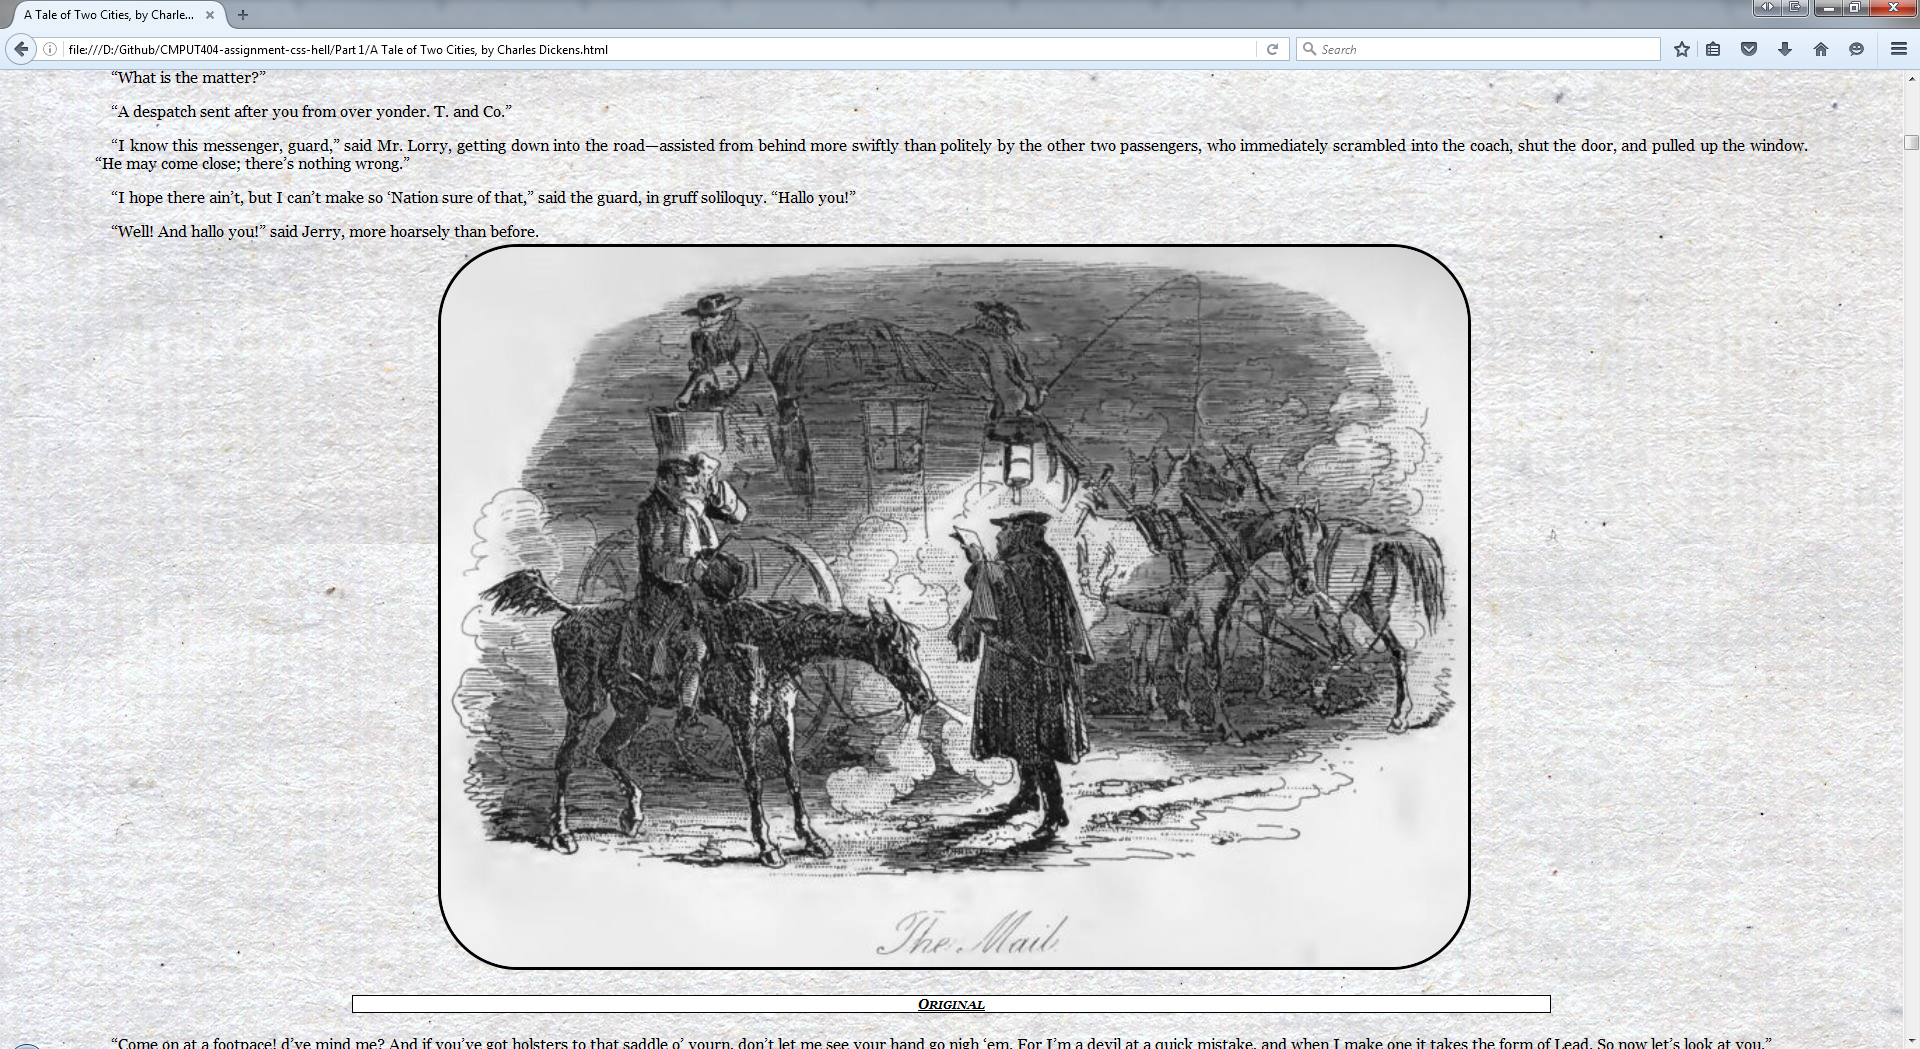 A Tale of Two Cities, by Charle...
file:///D:/Github/CMPUT404-assignment-css-hell/Part 1/A Tale of Two Cities, by Charles Dickens.html
Search
“What is the matter?”
“A despatch sent after you from over yonder. T. and Co.”
“I know this messenger, guard,” said Mr. Lorry, getting down into the road—assisted from behind more swiftly than politely by the other two passengers, who immediately scrambled into the coach, shut the door, and pulled up the window.
“He may come close; there’s nothing wrong.”
“I hope there ain’t, but I can’t make so ‘Nation sure of that,” said the guard, in gruff soliloquy. “Hallo you!”
“Well! And hallo you!” said Jerry, more hoarsely than before.
The Mail.
Original
“Come on at a footpace! d’ye mind me? And if you’ve got holsters to that saddle o’ yourn, don’t let me see your hand go nigh ‘em. For I’m a devil at a quick mistake, and when I make one it takes the form of Lead. So now let’s look at you.”